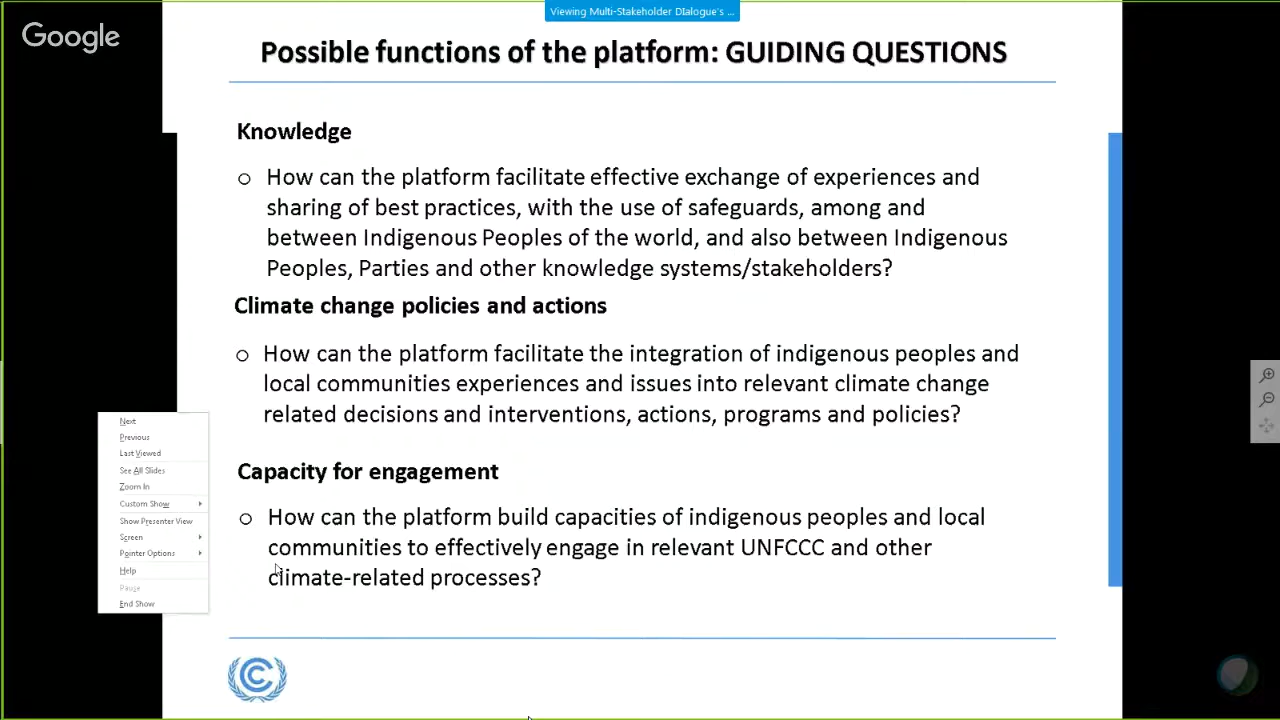 Viewing Multi-Stakeholder DIalogue's ...
Google
Possible functions of the platform: GUIDING QUESTIONS
Knowledge
o How can the platform facilitate effective exchange of experiences and
sharing of best practices, with the use of safeguards, among and
between Indigenous Peoples of the world, and also between Indigenous
Peoples, Parties and other knowledge systems/stakeholders?
Climate change policies and actions
o How can the platform facilitate the integration of indigenous peoples and
local communities experiences and issues into relevant climate change
related decisions and interventions, actions, programs and policies?
Capacity for engagement
o How can the platform build capacities of indigenous peoples and local
communities to effectively engage in relevant UNFCCC and other
climate-related processes?
Next
Previous
Last Viewed
See All Slides
Zoom In
Custom Show
Show Presenter View
Screen
Pointer Options
Help
Pause
End Show